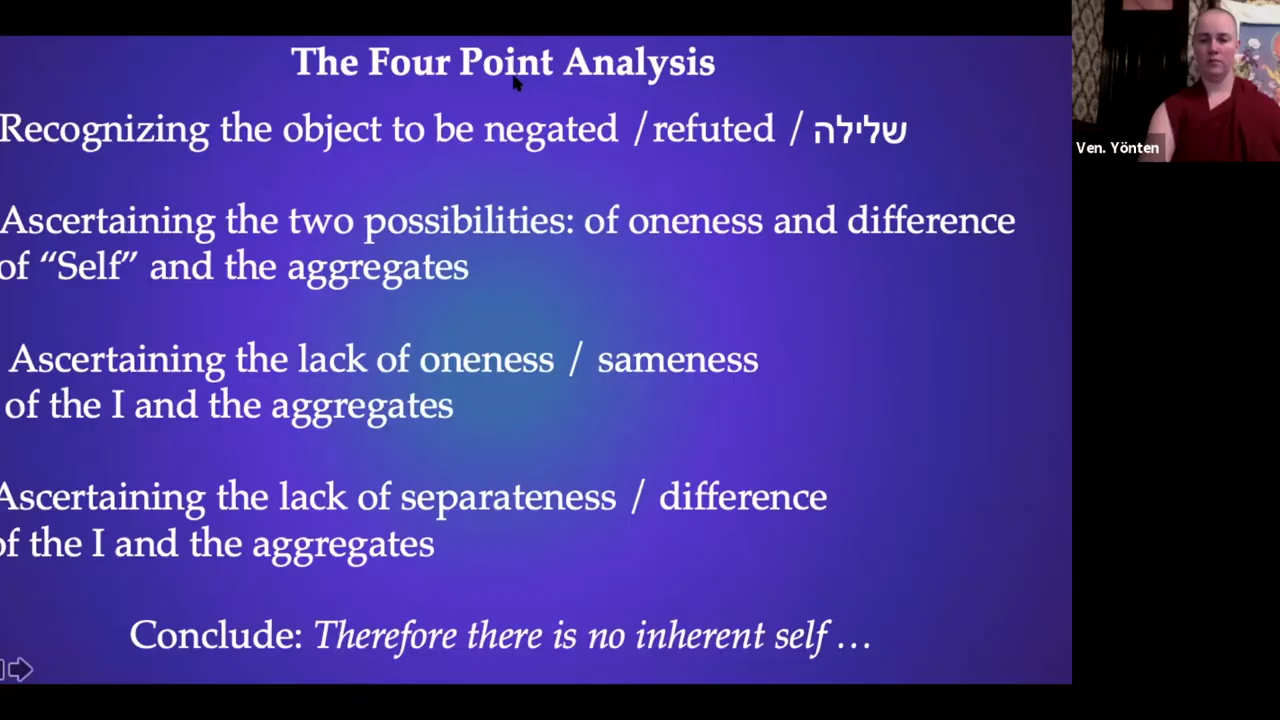 The Four Point Analysis
Recognizing the object to be negated /refuted / שלילה
Ascertaining the two possibilities: of oneness and difference
of “Self” and the aggregates
Ascertaining the lack of oneness / sameness
of the I and the aggregates
Ascertaining the lack of separateness / difference
of the I and the aggregates
Conclude: Therefore there is no inherent self …
Ven. Yönten